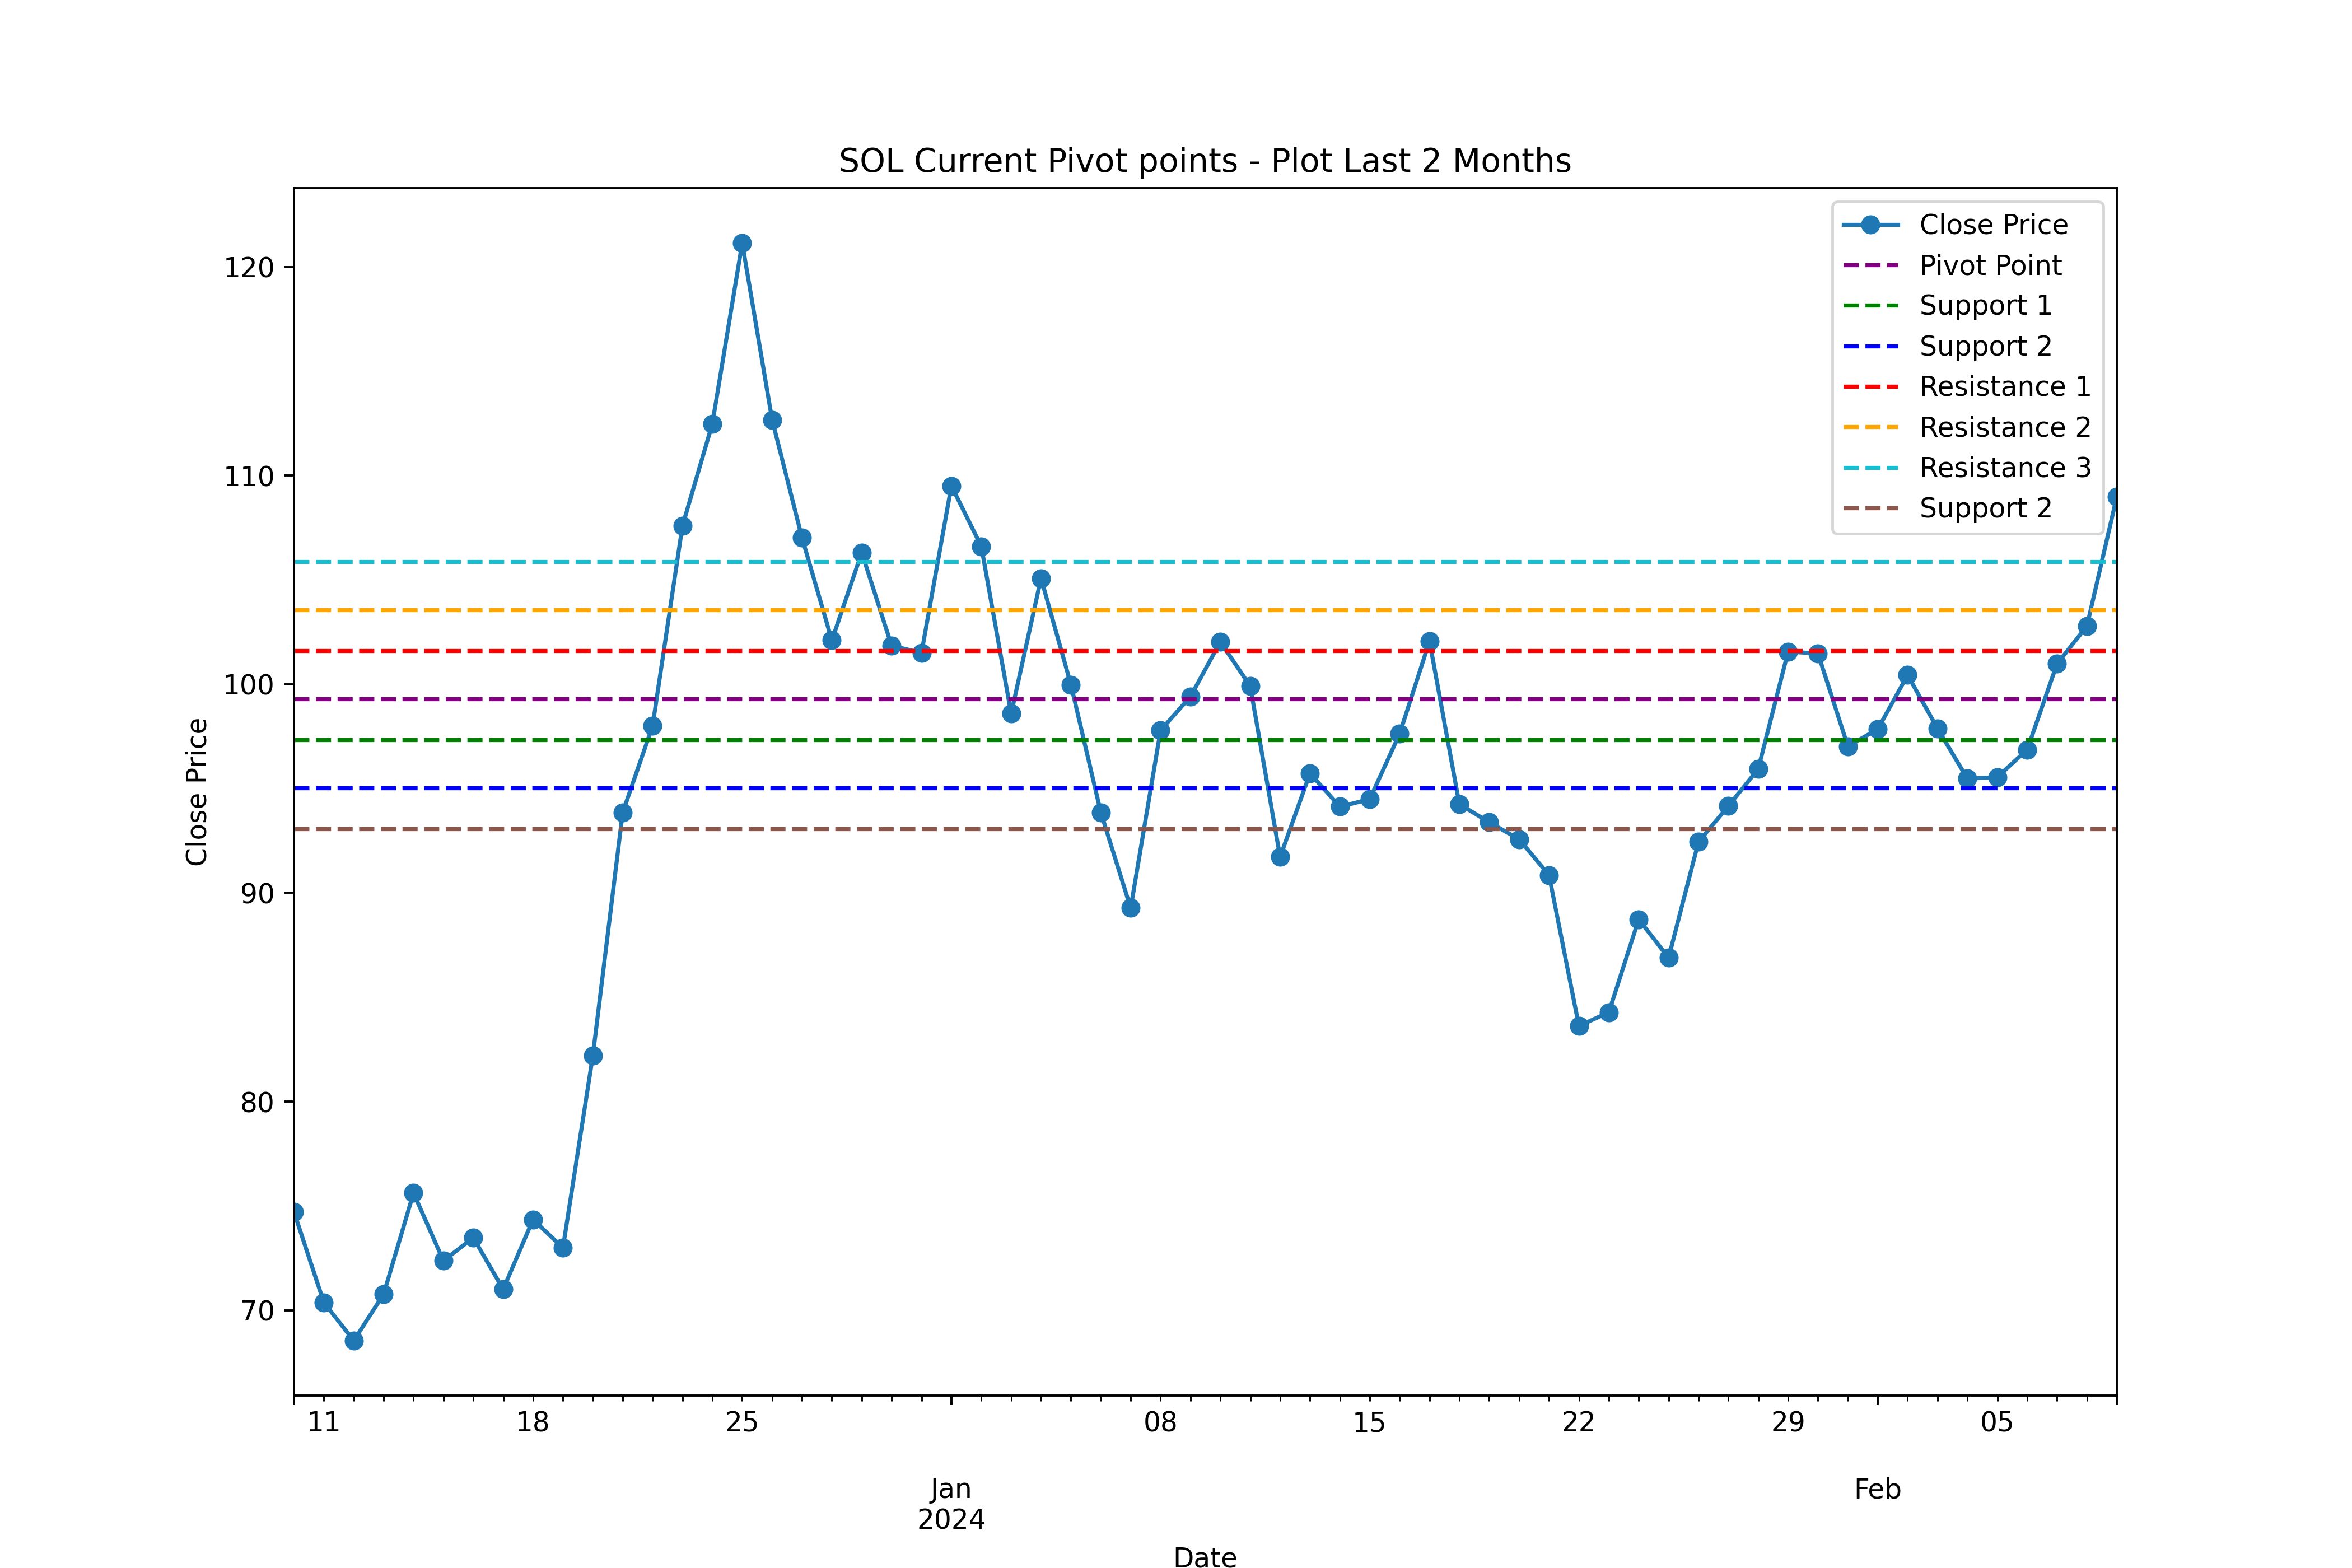 SOL Current Pivot points - Plot Last 2 Months
Close Price
Pivot Point
Support 1
Support 2
Resistance 1
Resistance 2
Resistance 3
Support 2
120
110
100
90
80
70
Close Price
11 18 25 08 15 22 29 05
Jan Feb
2024
Date